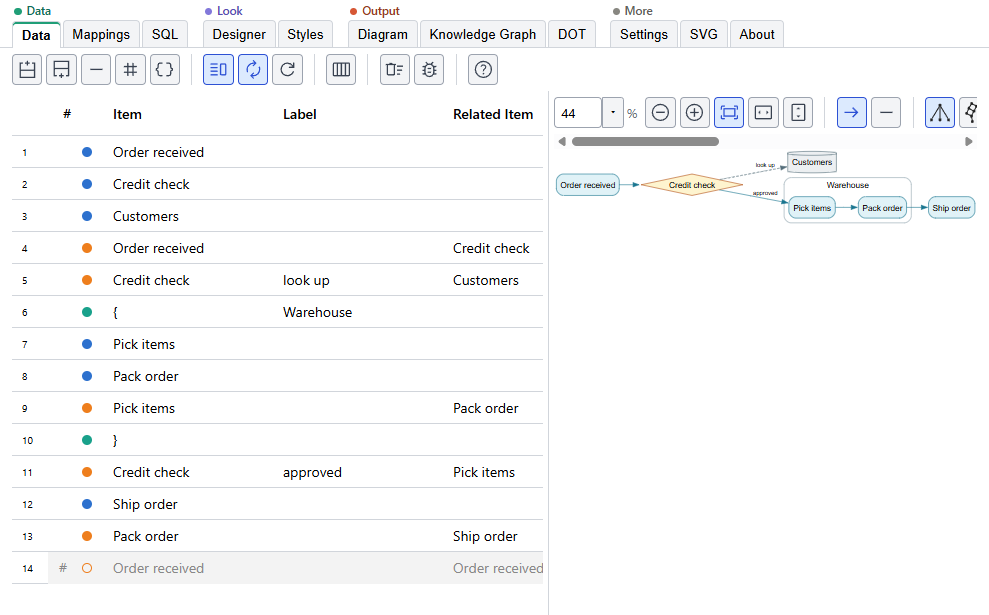 Data Look Output More
Data Mappings SQL Designer Styles Diagram Knowledge Graph DOT Settings SVG About
44 %
# Item Label Related Item
1 Order received
2 Credit check
3 Customers
4 Order received Credit check
5 Credit check look up Customers
6 { Warehouse
7 Pick items
8 Pack order
9 Pick items Pack order
10 }
11 Credit check approved Pick items
12 Ship order
13 Pack order Ship order
14 # Order received Order received
look up
Customers
Order received
Credit check
Warehouse
approved
Pick items
Pack order
Ship order